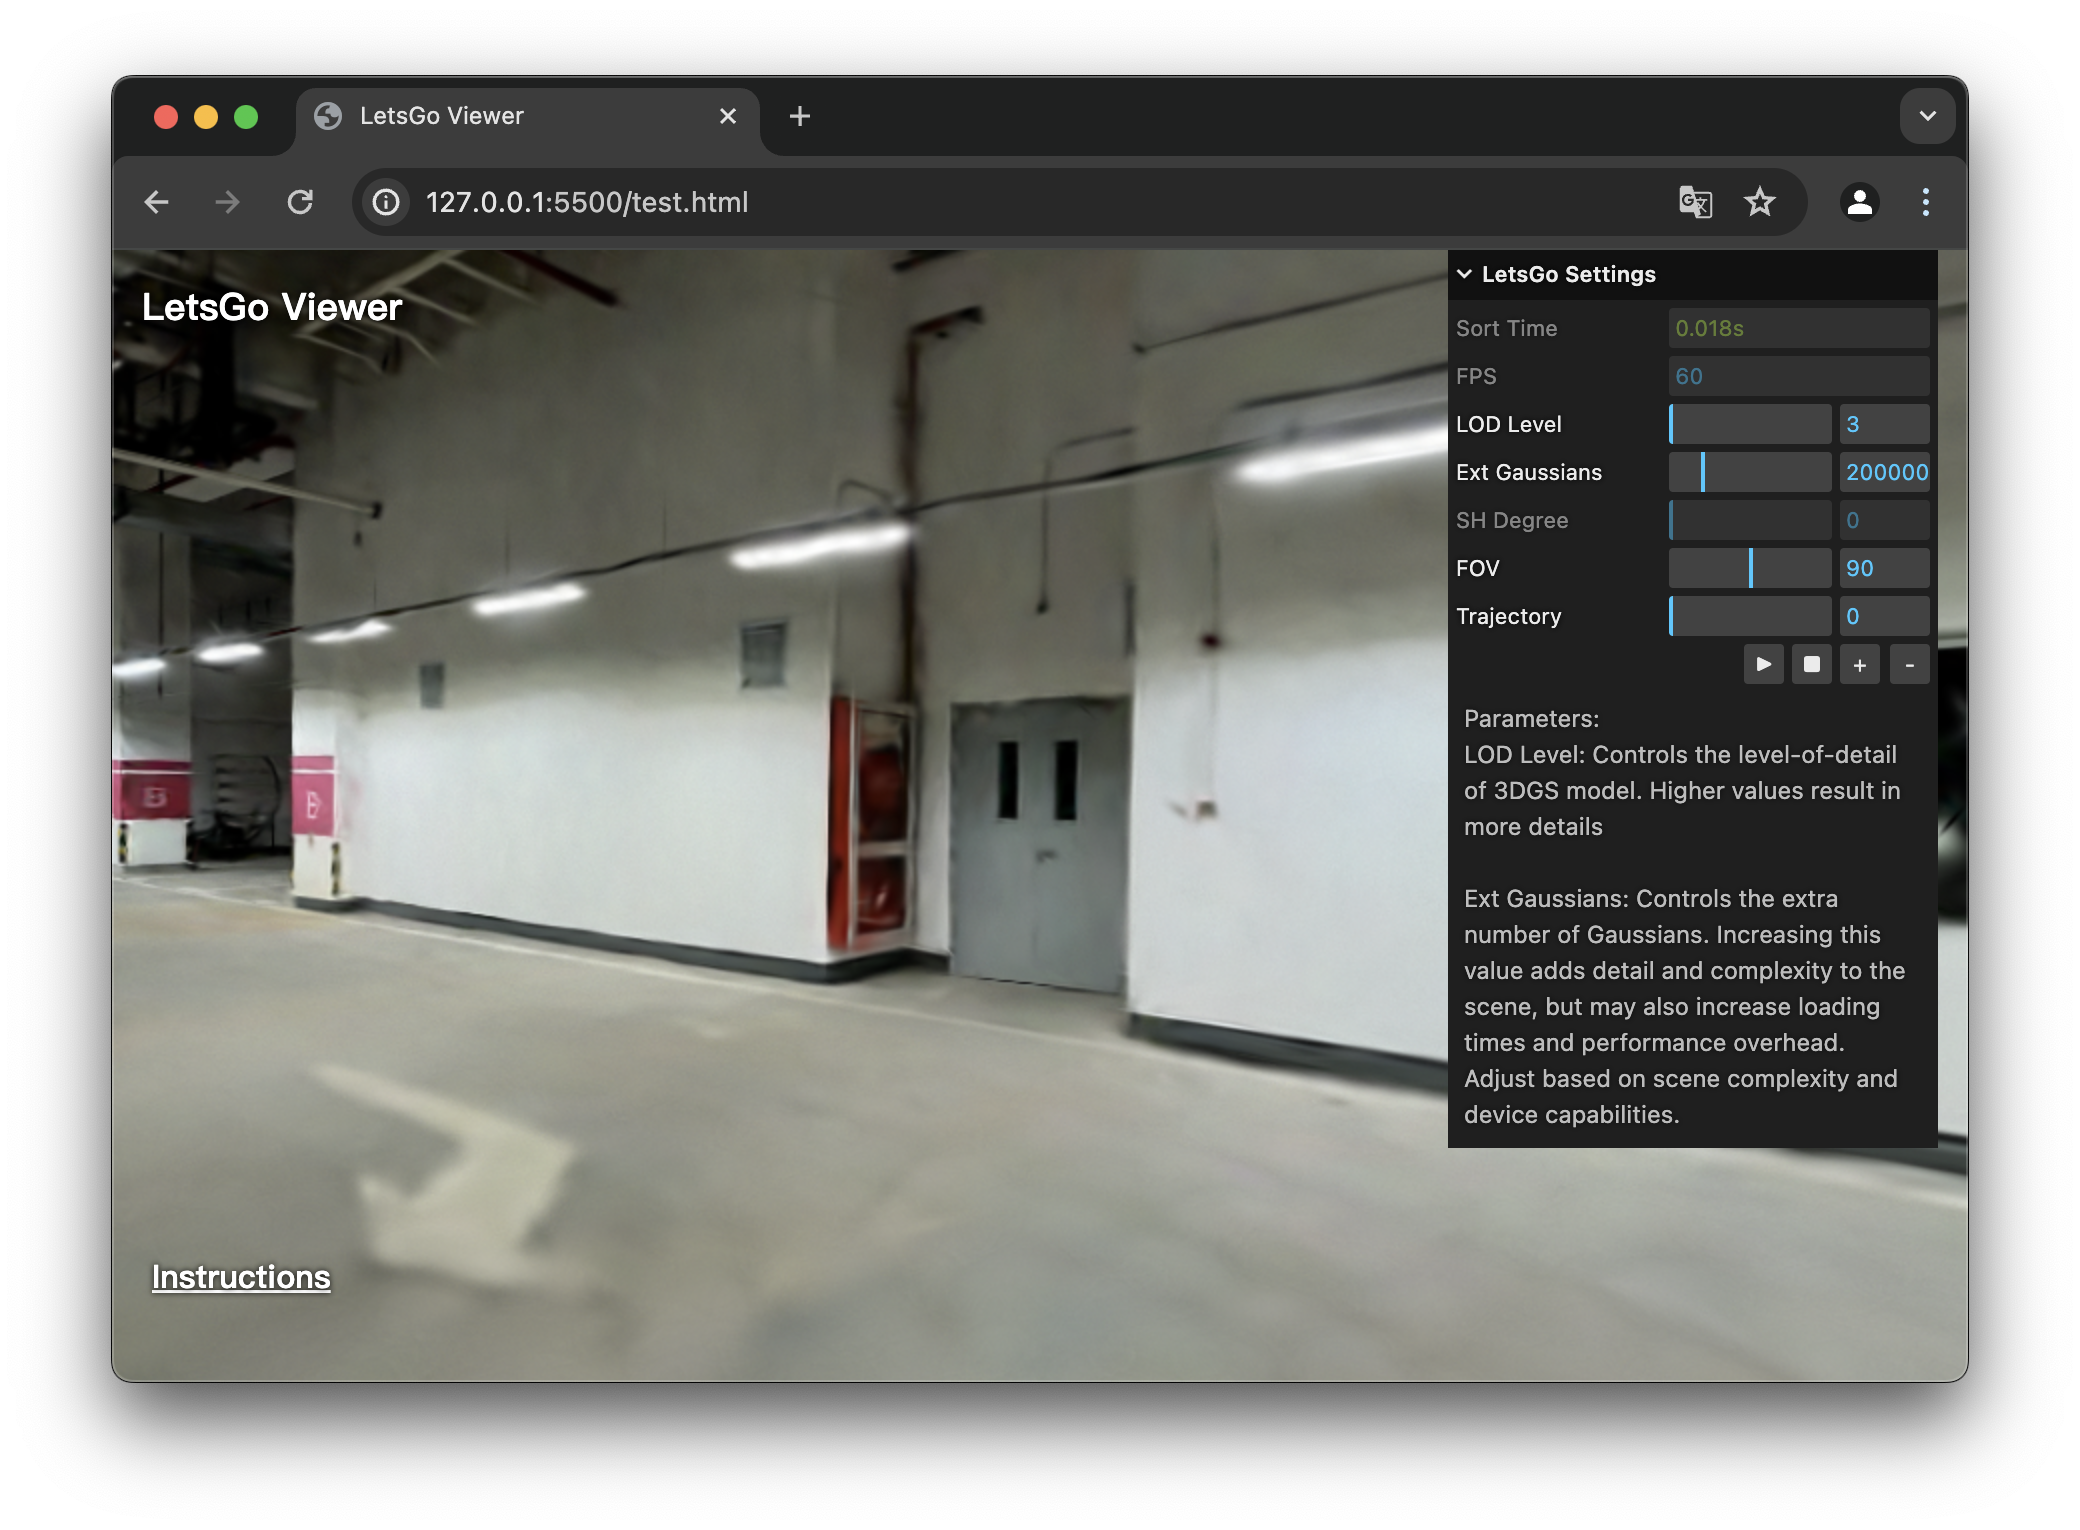 LetsGo Viewer
127.0.0.1:5500/test.html
LetsGo Viewer
LetsGo Settings
Sort Time 0.018s
FPS 60
LOD Level 3
Ext Gaussians 200000
SH Degree 0
FOV 90
Trajectory 0
+ -
Parameters:
LOD Level: Controls the level-of-detail
of 3DGS model. Higher values result in
more details
Ext Gaussians: Controls the extra
number of Gaussians. Increasing this
value adds detail and complexity to the
scene, but may also increase loading
times and performance overhead.
Adjust based on scene complexity and
device capabilities.
Instructions